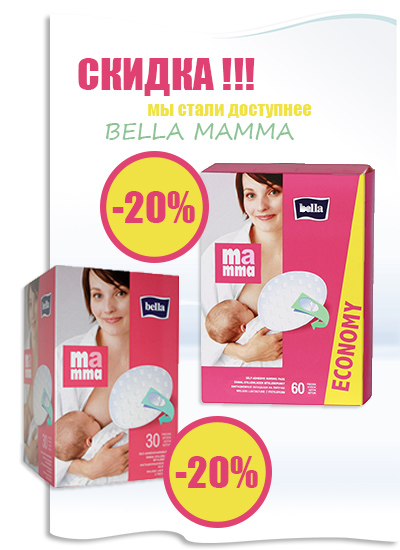 СКИДКА !!!
мы стали доступнее
BELLA MAMMA
-20%
bella
ma
mma
ECONOMY
60
bella
ma
mma
30
-20%